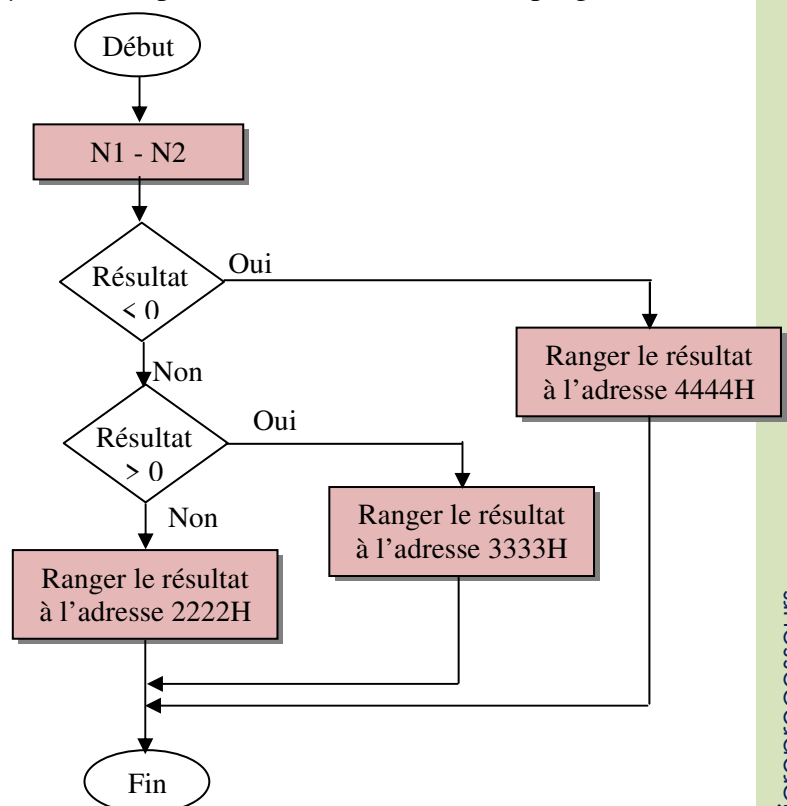 Début
N1 - N2
Résultat
< 0
Oui
Non
Ranger le résultat
à l’adresse 4444H
Résultat
> 0
Oui
Non
Ranger le résultat
à l’adresse 3333H
Ranger le résultat
à l’adresse 2222H
Fin